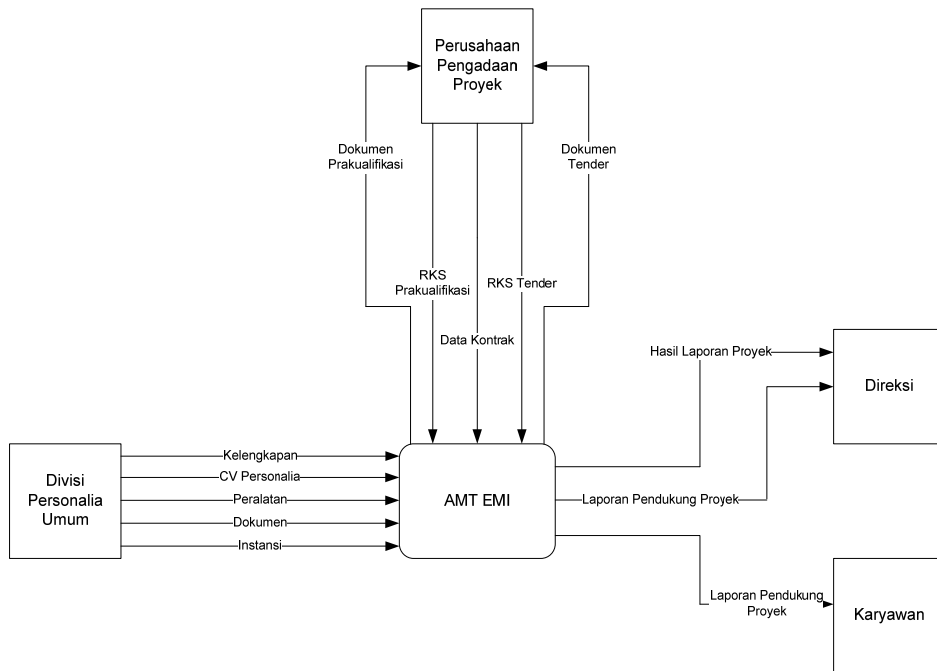 Perusahaan
Pengadaan
Proyek
Dokumen
Prakualifikasi
Dokumen
Tender
RKS
Prakualifikasi
RKS Tender
Data Kontrak
Hasil Laporan Proyek
Direksi
Divisi
Personalia
Umum
Kelengkapan
CV Personalia
Peralatan
Dokumen
Instansi
AMT EMI
Laporan Pendukung Proyek
Laporan Pendukung
Proyek
Karyawan